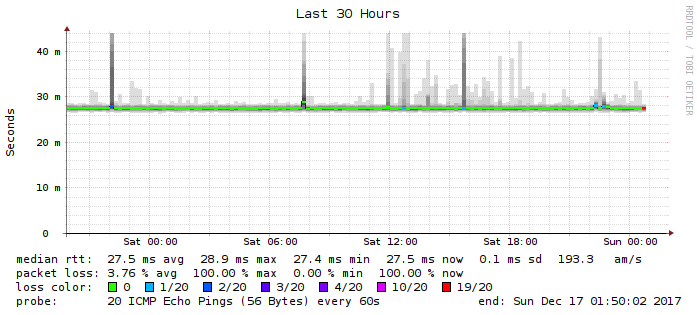 Last 30 Hours
RRDTOOL / TOBI OETIKER
Seconds
40 m
30 m
20 m
10 m
0
Sat 00:00 Sat 06:00 Sat 12:00 Sat 18:00 Sun 00:00
median rtt: 27.5 ms avg 28.9 ms max 27.4 ms min 27.5 ms now 0.1 ms sd 193.3 am/s
packet loss: 3.76 % avg 100.00 % max 0.00 % min 100.00 % now
loss color: 0 1/20 2/20 3/20 4/20 10/20 19/20
probe: 20 ICMP Echo Pings (56 Bytes) every 60s end: Sun Dec 17 01:50:02 2017